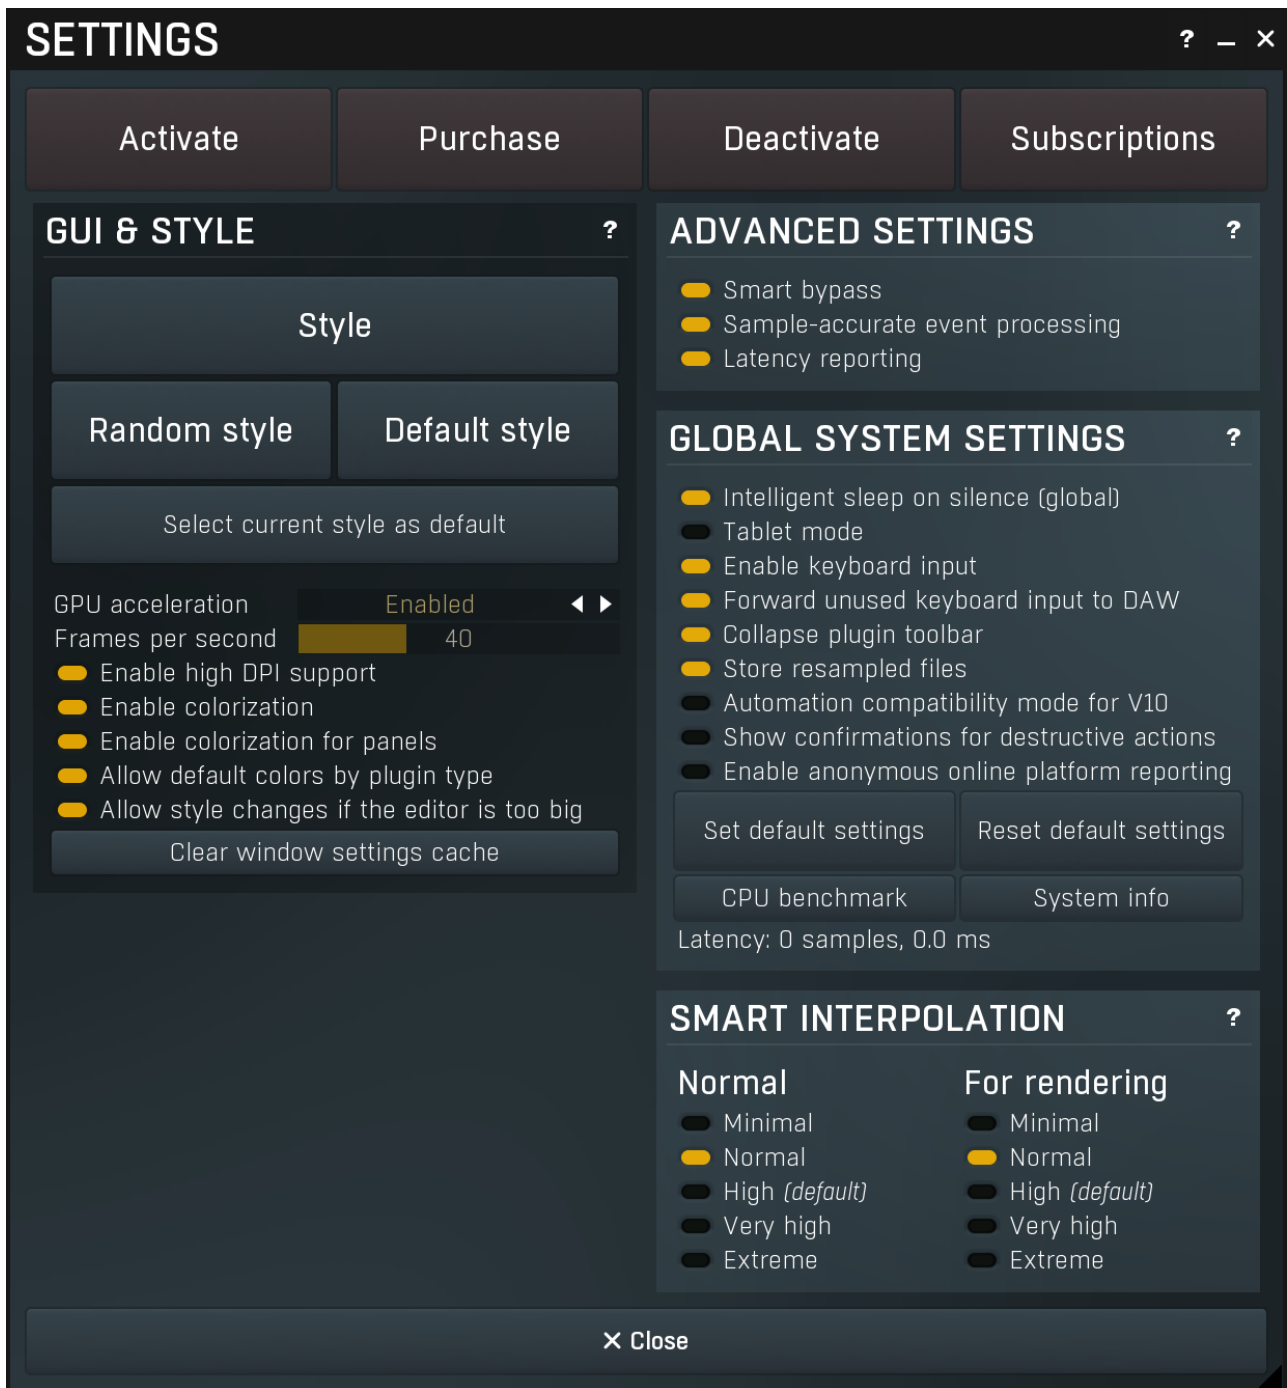 SETTINGS
? _ ×
Activate Purchase Deactivate Subscriptions
GUI & STYLE ?
Style
Random style Default style
Select current style as default
GPU acceleration Enabled
Frames per second 40
Enable high DPI support
Enable colorization
Enable colorization for panels
Allow default colors by plugin type
Allow style changes if the editor is too big
Clear window settings cache
ADVANCED SETTINGS ?
Smart bypass
Sample-accurate event processing
Latency reporting
GLOBAL SYSTEM SETTINGS ?
Intelligent sleep on silence (global)
Tablet mode
Enable keyboard input
Forward unused keyboard input to DAW
Collapse plugin toolbar
Store resampled files
Automation compatibility mode for V10
Show confirmations for destructive actions
Enable anonymous online platform reporting
Set default settings Reset default settings
CPU benchmark System info
Latency: 0 samples, 0.0 ms
SMART INTERPOLATION ?
Normal
Minimal
Normal
High (default)
Very high
Extreme
For rendering
Minimal
Normal
High (default)
Very high
Extreme
× Close